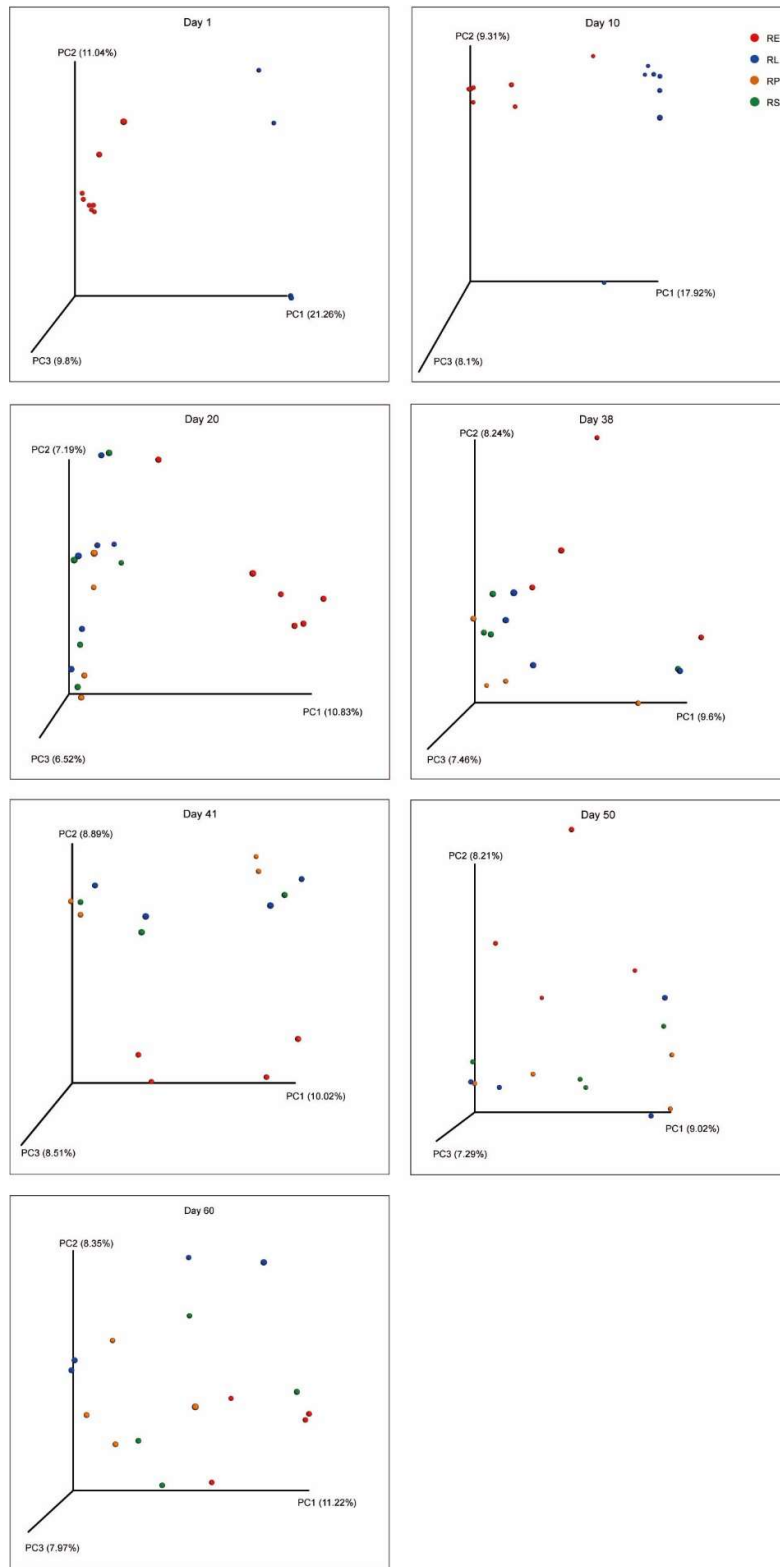 Day 1
PC2 (11.04%)
PC1 (21.26%)
PC3 (9.8%)
Day 10
PC2 (9.31%)
PC1 (17.92%)
PC3 (8.1%)
RE
RL
RP
RS
Day 20
PC2 (7.19%)
PC1 (10.83%)
PC3 (6.52%)
Day 38
PC2 (8.24%)
PC1 (9.6%)
PC3 (7.46%)
Day 41
PC2 (8.89%)
PC1 (10.02%)
PC3 (8.51%)
Day 50
PC2 (8.21%)
PC1 (9.02%)
PC3 (7.29%)
Day 60
PC2 (8.35%)
PC1 (11.22%)
PC3 (7.97%)